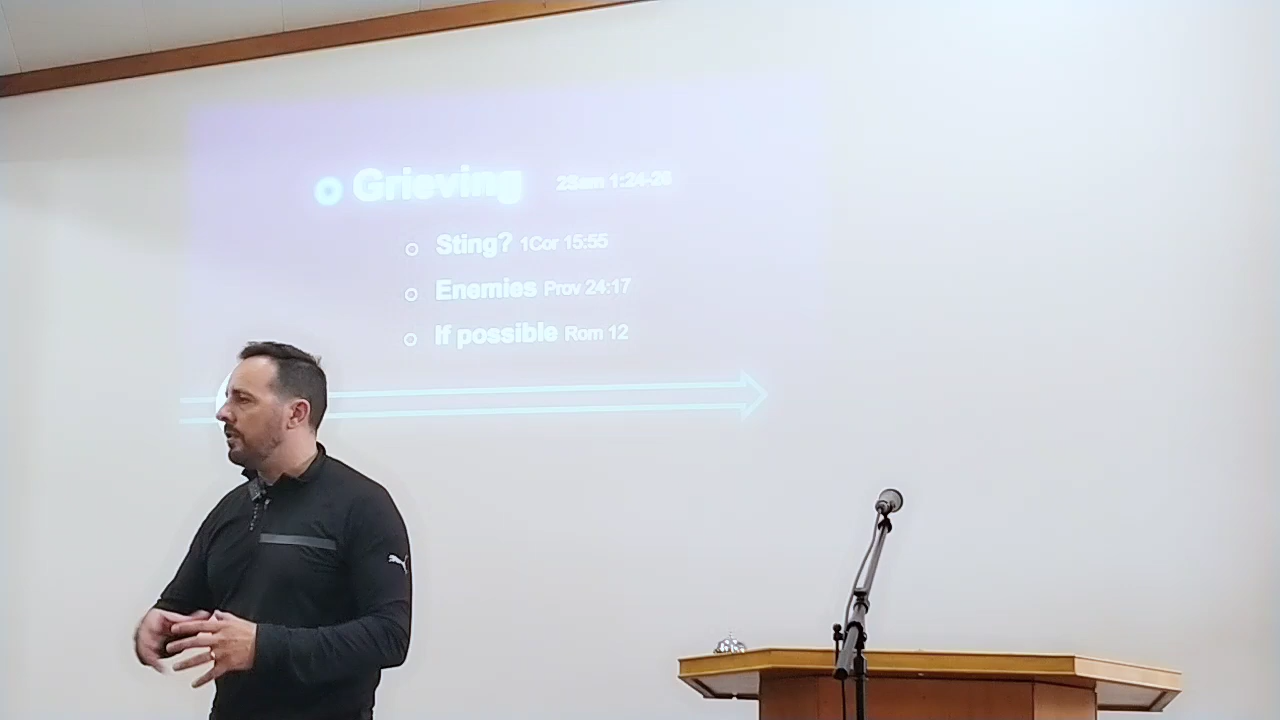 Grieving 2Sam 1:24-26
Sting? 1Cor 15:55
Enemies Prov 24:17
If possible Rom 12